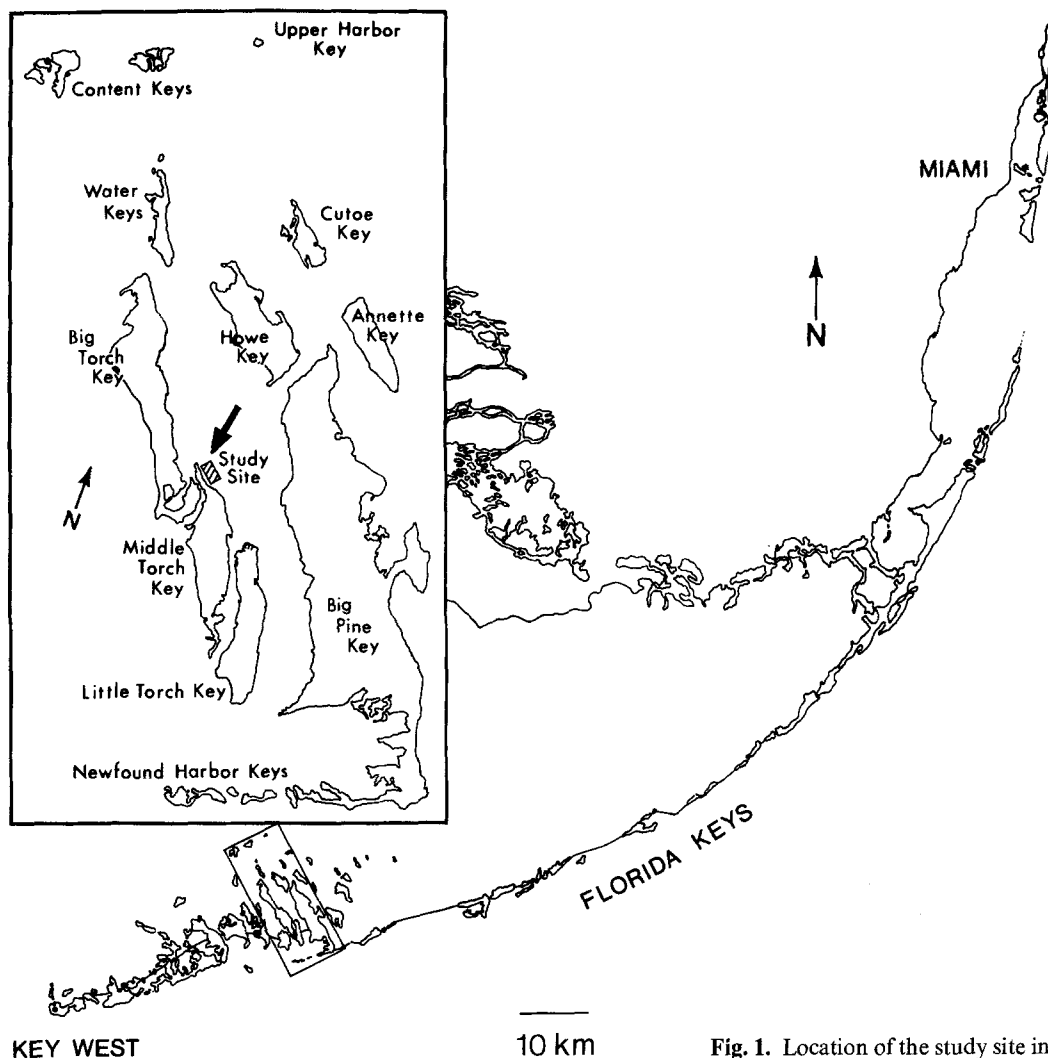 Upper Harbor
Key
Content Keys
Water
Keys
Cutoe
Key
Big
Torch
Key
Howe
Key
Annette
Key
Study
Site
N
Middle
Torch
Key
Big
Pine
Key
Little Torch Key
Newfound Harbor Keys
MIAMI
N
FLORIDA KEYS
KEY WEST
10 km
Fig. 1. Location of the study site in